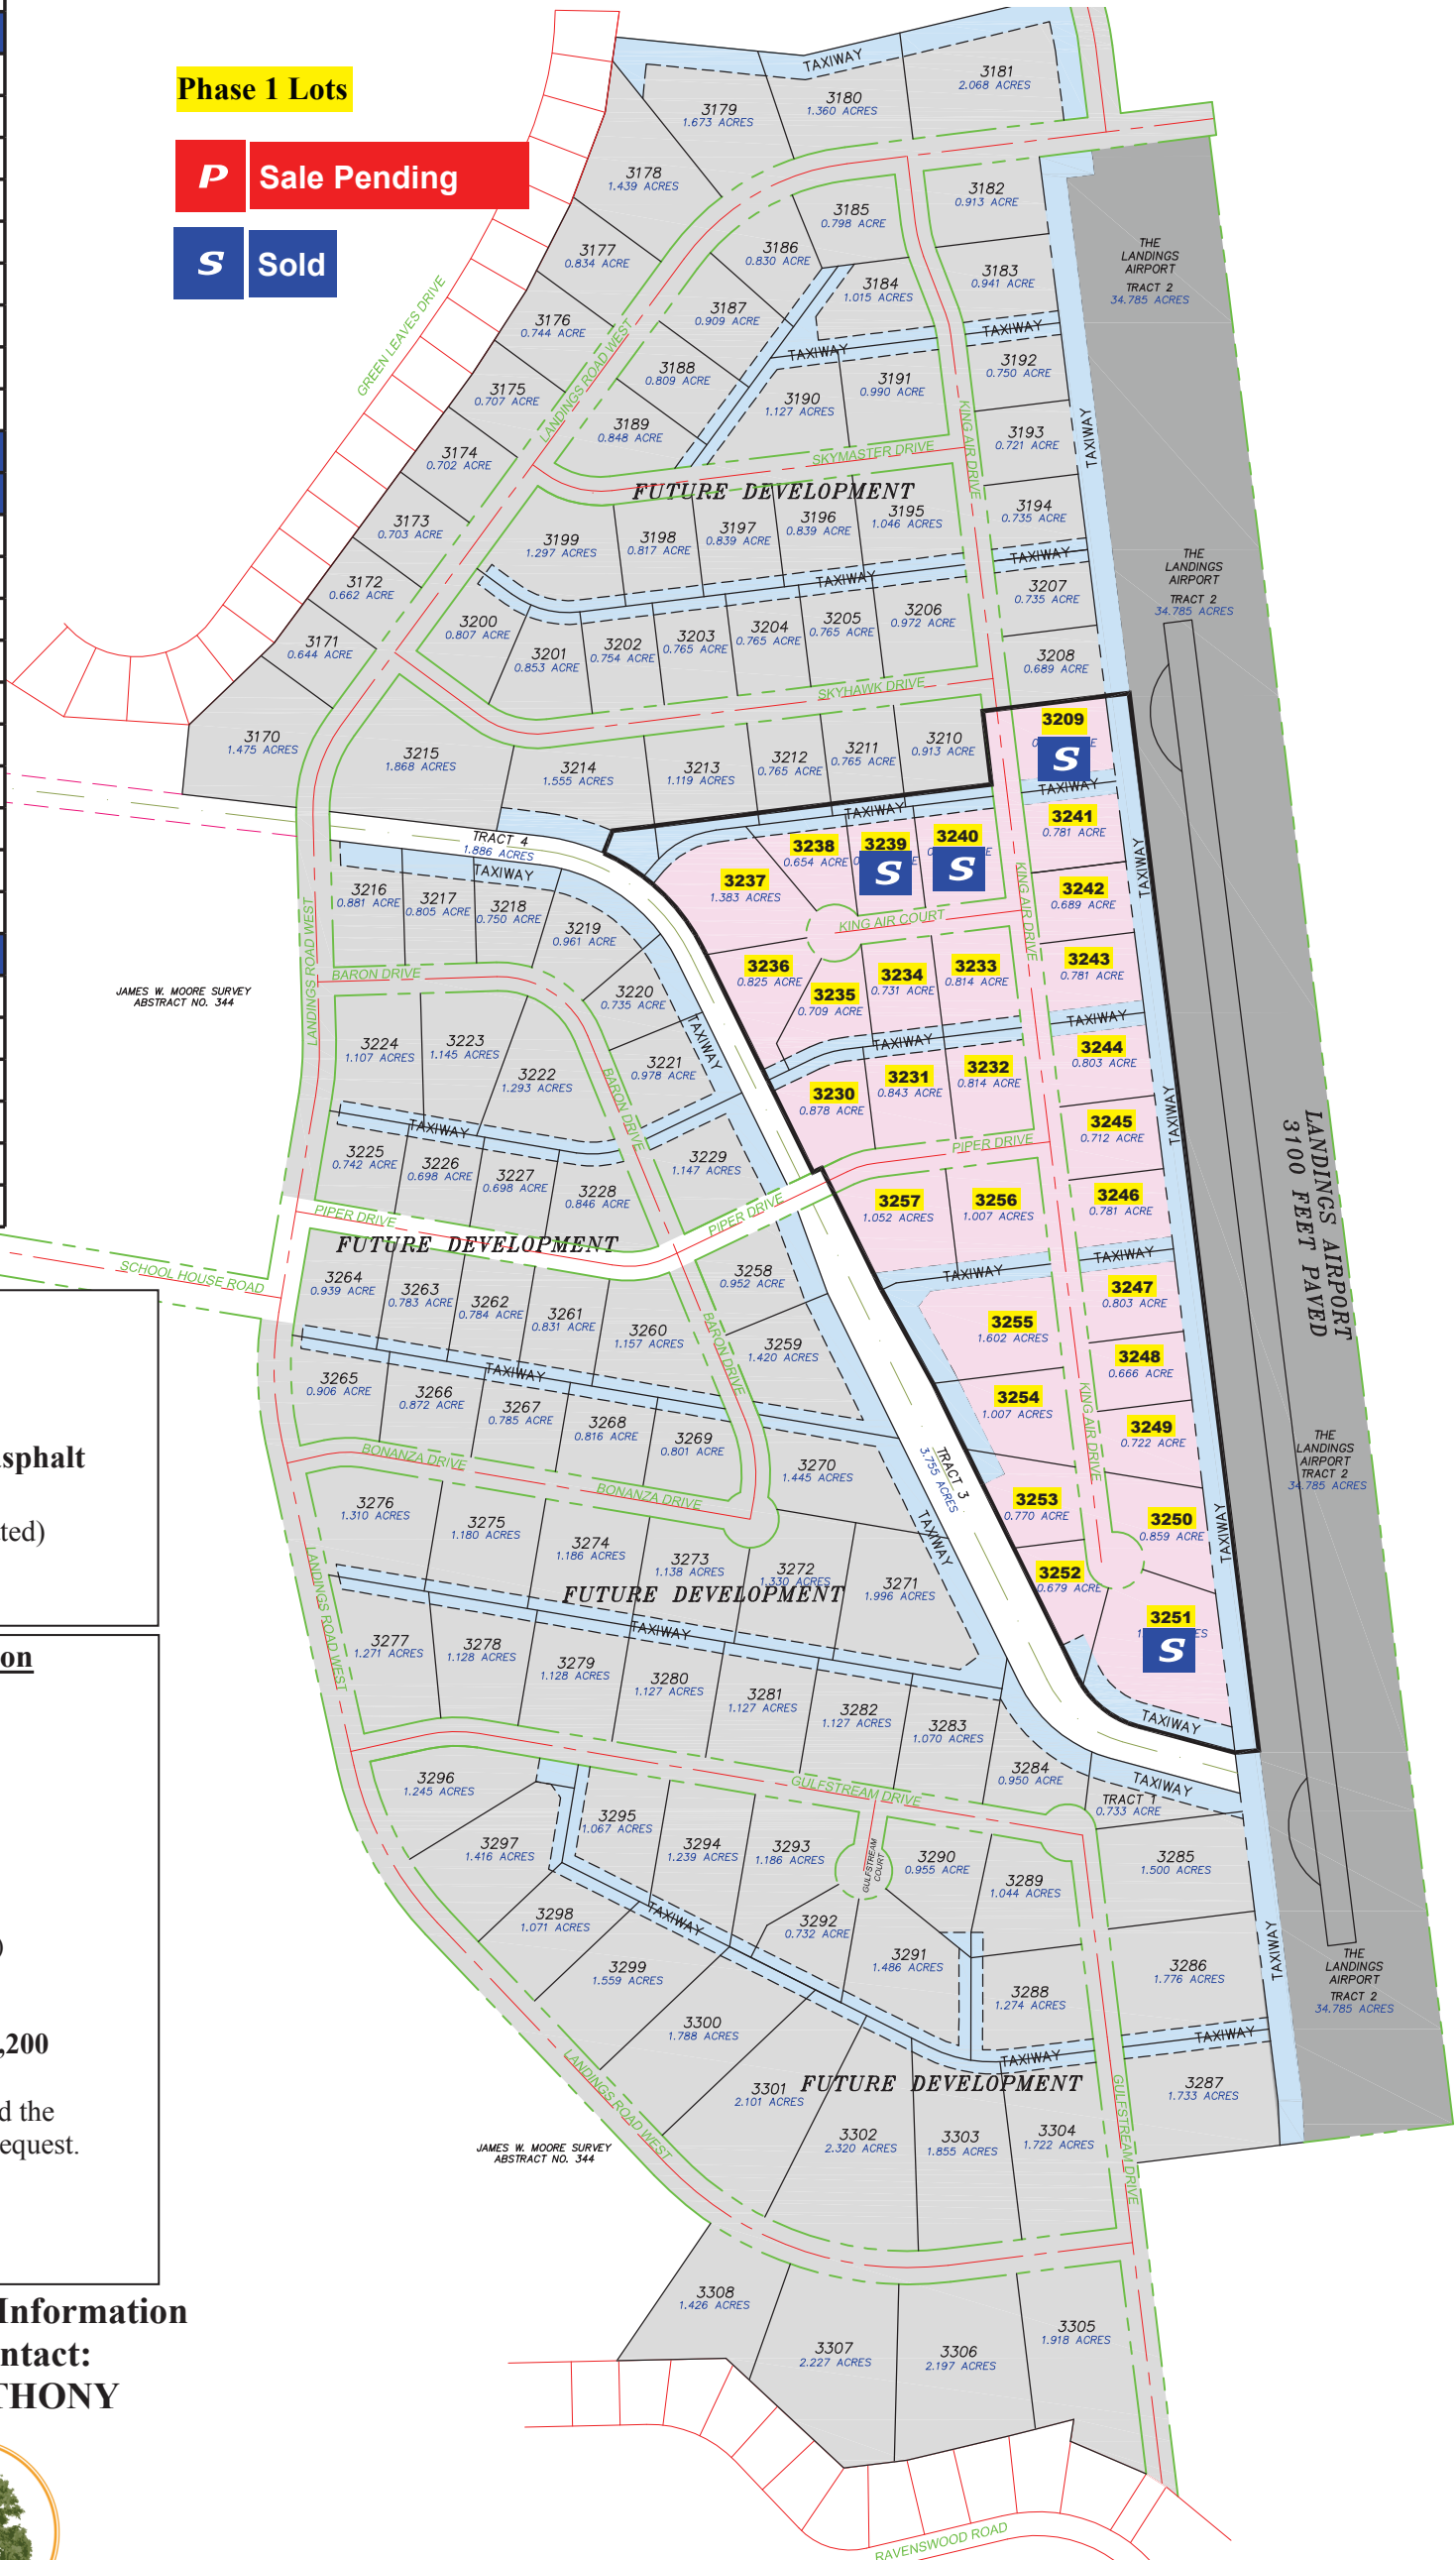 Phase 1 Lots
P Sale Pending
S Sold
TAXIWAY
3181
2.068 ACRES
3180
1.360 ACRES
3179
1.673 ACRES
3178
1.439 ACRES
3182
0.913 ACRE
3185
0.798 ACRE
3186
0.830 ACRE
3177
0.834 ACRE
3183
0.941 ACRE
3184
1.015 ACRE
THE
LANDINGS
AIRPORT
TRACT 2
34.785 ACRES
GREEN LEAVES DRIVE
3176
0.744 ACRE
3187
0.909 ACRE
TAXIWAY
TAXIWAY
LANDINGS ROAD WEST
3188
0.809 ACRE
3192
0.750 ACRE
3175
0.707 ACRE
3190
1.127 ACRES
3191
0.990 ACRE
3189
0.848 ACRE
KING AIR DRIVE
3193
0.721 ACRE
TAXIWAY
3174
0.702 ACRE
SKYMASTER DRIVE
FUTURE DEVELOPMENT
3173
0.703 ACRE
3199
1.297 ACRES
3198
0.817 ACRE
3197
0.839 ACRE
3196
0.839 ACRE
3195
1.046 ACRE
3194
0.735 ACRE
TAXIWAY
TAXIWAY
THE
LANDINGS
AIRPORT
TRACT 2
34.785 ACRES
3172
0.662 ACRE
3207
0.735 ACRE
3171
0.644 ACRE
3200
0.807 ACRE
3201
0.853 ACRE
3202
0.754 ACRE
3203
0.765 ACRE
3204
0.765 ACRE
3205
0.765 ACRE
3206
0.972 ACRE
3208
0.689 ACRE
SKYHAWK DRIVE
3170
1.475 ACRES
3215
1.868 ACRES
3214
1.555 ACRES
3213
1.119 ACRE
3212
0.765 ACRE
3211
0.765 ACRE
3210
0.913 ACRE
3209
S
TAXIWAY
TAXIWAY
3241
0.781 ACRE
TRACT 4
1.886 ACRES
TAXIWAY
3238
0.654 ACRE
3239
S
3240
S
TAXIWAY
3237
1.383 ACRES
KING AIR DRIVE
3242
0.689 ACRE
3216
0.881 ACRE
3217
0.805 ACRE
3218
0.750 ACRE
3219
0.961 ACRE
KING AIR COURT
LANDINGS ROAD WEST
BARON DRIVE
3236
0.825 ACRE
3235
0.709 ACRE
3234
0.731 ACRE
3233
0.814 ACRE
3243
0.781 ACRE
JAMES W. MOORE SURVEY
ABSTRACT NO. 344
3220
0.735 ACRE
TAXIWAY
TAXIWAY
TAXIWAY
3224
1.107 ACRES
3223
1.145 ACRE
3222
1.293 ACRES
3221
0.978 ACRE
BARON DRIVE
3230
0.878 ACRE
3231
0.843 ACRE
3232
0.814 ACRE
3244
0.803 ACRE
TAXIWAY
TAXIWAY
3245
0.712 ACRE
PIPER DRIVE
3225
0.742 ACRE
3226
0.698 ACRE
3227
0.698 ACRE
3228
0.846 ACRE
3229
1.147 ACRE
LANDINGS AIRPORT
3100 FEET PAVED
3257
1.052 ACRES
3256
1.007 ACRES
3246
0.781 ACRE
PIPER DRIVE
PIPER DRIVE
FUTURE DEVELOPMENT
TAXIWAY
TAXIWAY
SCHOOL HOUSE ROAD
3264
0.939 ACRE
3263
0.783 ACRE
3262
0.784 ACRE
3261
0.831 ACRE
3260
1.157 ACRES
3258
0.952 ACRE
3259
1.420 ACRES
3247
0.803 ACRE
3255
1.602 ACRES
3248
0.666 ACRE
BARON DRIVE
TAXIWAY
3265
0.906 ACRE
3266
0.872 ACRE
3267
0.785 ACRE
3268
0.816 ACRE
3269
0.801 ACRE
3254
1.007 ACRES
KING AIR DRIVE
3249
0.722 ACRE
sphalt
BONANZA DRIVE
BONANZA DRIVE
3270
1.445 ACRES
TRACT 3
3.755 ACRES
THE
LANDINGS
AIRPORT
TRACT 2
34.785 ACRES
3253
0.770 ACRE
3250
0.859 ACRE
TAXIWAY
ted)
3276
1.310 ACRES
3275
1.180 ACRES
3274
1.186 ACRES
3273
1.138 ACRES
3272
1.330 ACRES
3271
1.996 ACRES
TAXIWAY
LANDINGS ROAD WEST
3252
0.679 ACRE
FUTURE DEVELOPMENT
3251
S
TAXIWAY
on
3277
1.271 ACRES
3278
1.128 ACRES
3279
1.128 ACRES
3280
1.127 ACRES
3281
1.127 ACRES
3282
1.127 ACRES
3283
1.070 ACRES
TAXIWAY
3284
0.950 ACRE
TAXIWAY
TRACT 1
0.733 ACRE
GULFSTREAM DRIVE
3296
1.245 ACRES
3295
1.067 ACRES
3297
1.416 ACRES
3294
1.239 ACRES
3293
1.186 ACRES
GULFSTREAM
COURT
3290
0.955 ACRE
3289
1.044 ACRES
3285
1.500 ACRES
3298
1.071 ACRES
TAXIWAY
3292
0.732 ACRE
3291
1.486 ACRES
TAXIWAY
)
3299
1.559 ACRES
3288
1.274 ACRES
3286
1.776 ACRES
THE
LANDINGS
AIRPORT
TRACT 2
34.785 ACRES
3300
1.788 ACRES
TAXIWAY
TAXIWAY
,200
3301
2.101 ACRES
FUTURE DEVELOPMENT
3287
1.733 ACRES
d the
equest.
LANDINGS ROAD WEST
JAMES W. MOORE SURVEY
ABSTRACT NO. 344
3302
2.320 ACRES
3303
1.855 ACRES
3304
1.722 ACRES
GULFSTREAM DRIVE
3308
1.426 ACRES
Information
3307
2.227 ACRES
3306
2.197 ACRES
3305
1.918 ACRES
ntact:
THONY
RAVENSWOOD ROAD